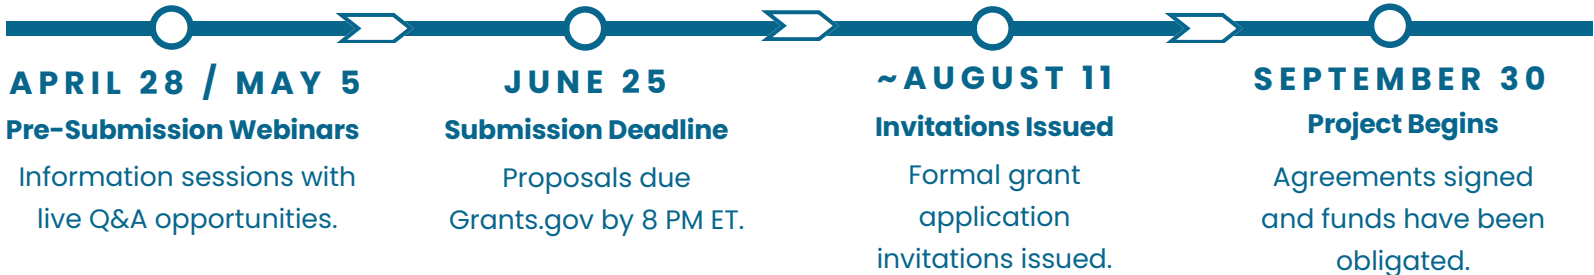 APRIL 28 / MAY 5
Pre-Submission Webinars
Information sessions with
live Q&A opportunities.
JUNE 25
Submission Deadline
Proposals due
Grants.gov by 8 PM ET.
~AUGUST 11
Invitations Issued
Formal grant
application
invitations issued.
SEPTEMBER 30
Project Begins
Agreements signed
and funds have been
obligated.